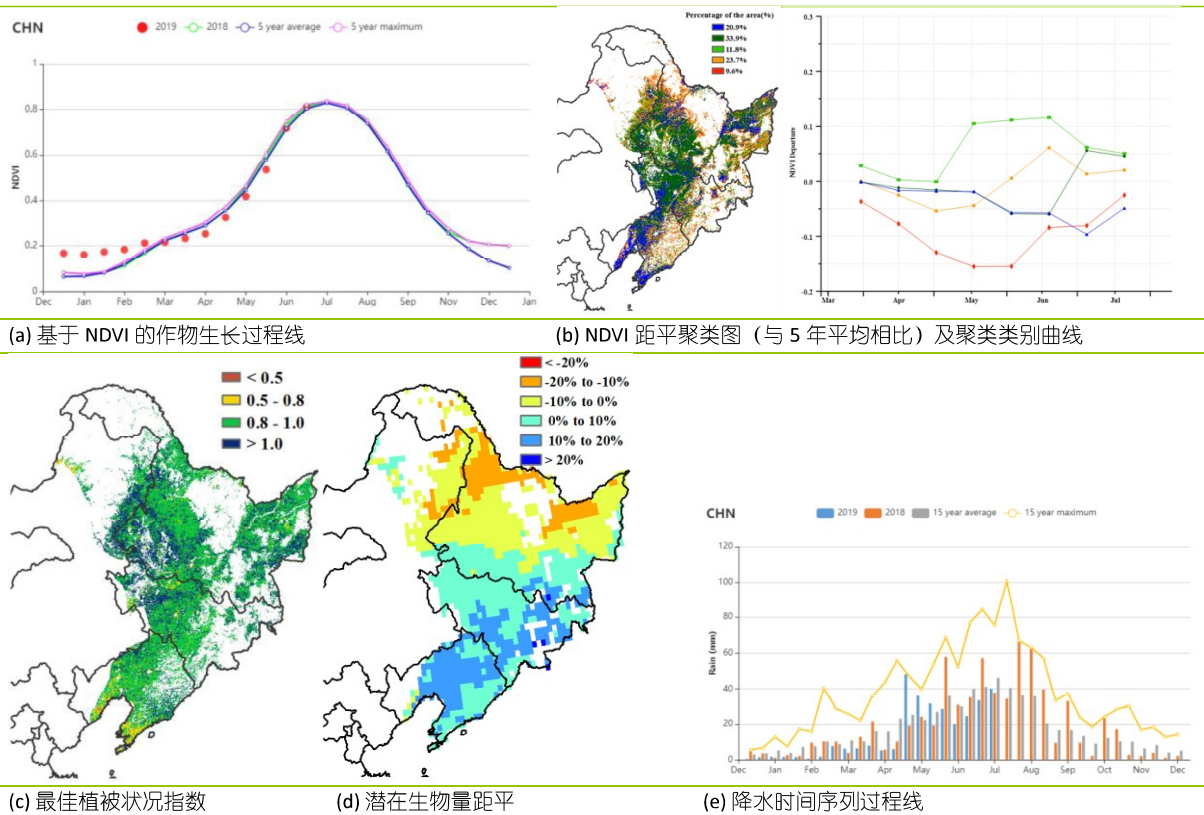 CHN
2019 2018 5 year average 5 year maximum
NDVI
1
0.8
0.6
0.4
0.2
0
Dec Jan Feb Mar Apr May Jun Jul Aug Sep Nov Dec Jan
Percentage of the area(%)
20.9%
33.9%
11.8%
23.7%
9.6%
NDVI Departure
0.3
0.2
0.1
0.0
-0.1
-0.2
Mar Apr May Jun Jul
(a) 基于 NDVI 的作物生长过程线
(b) NDVI 距平聚类图（与 5 年平均相比）及聚类类别曲线
< 0.5
0.5 - 0.8
0.8 - 1.0
> 1.0
< -20%
-20% to -10%
-10% to 0%
0% to 10%
10% to 20%
> 20%
CHN
2019 2018 15 year average 15 year maximum
Rain (mm)
120
100
80
60
40
20
0
Dec Jan Feb Mar Apr May Jun Jul Aug Sep Oct Nov Dec
(c) 最佳植被状况指数
(d) 潜在生物量距平
(e) 降水时间序列过程线